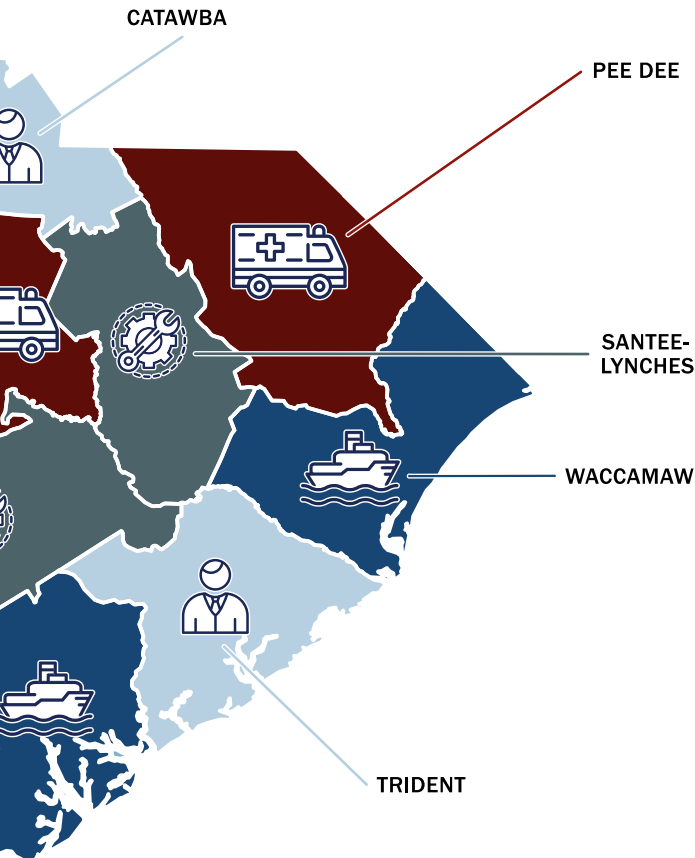 CATAWBA
PEE DEE
SANTEE-
LYNCHES
WACCAMAW
TRIDENT